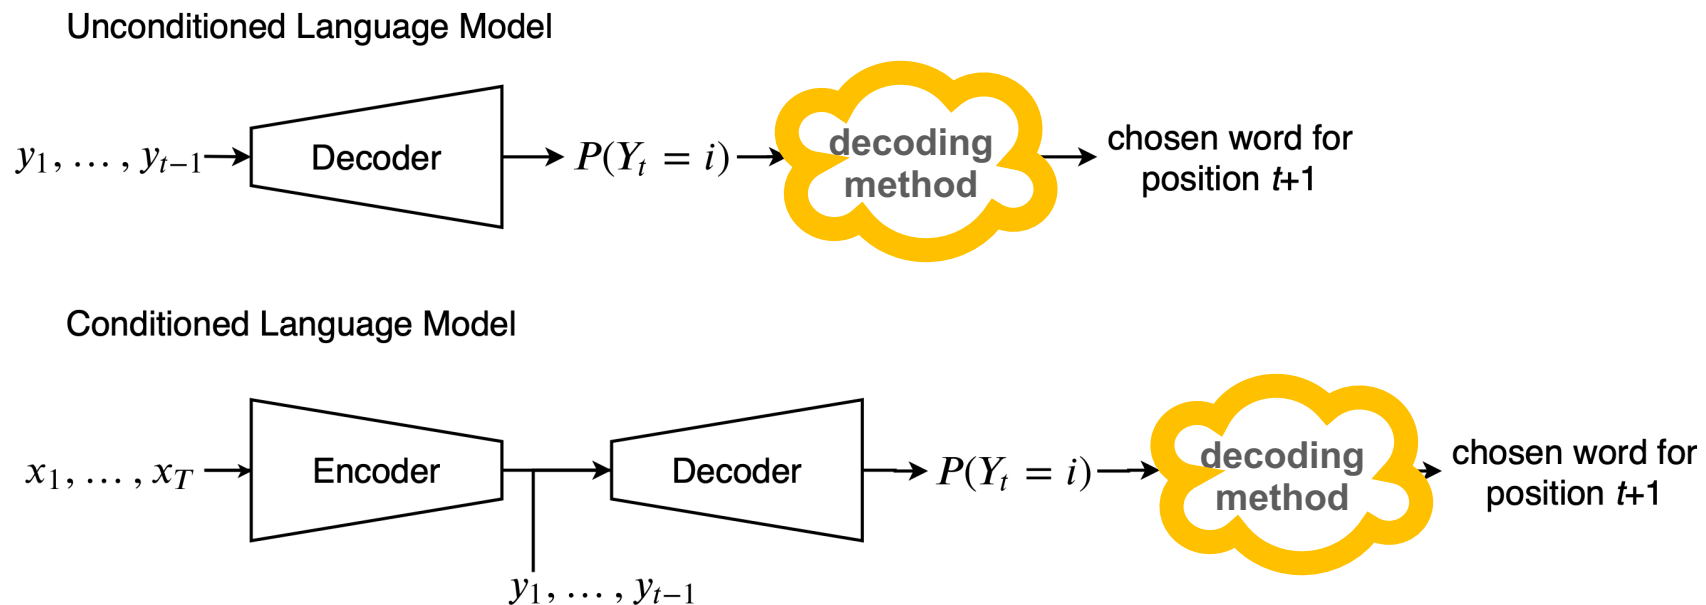 Unconditioned Language Model
y₁, … , yₜ₋₁
Decoder
P(Yₜ = i)
decoding
method
chosen word for
position t+1
Conditioned Language Model
x₁, … , x_T
Encoder
Decoder
P(Yₜ = i)
decoding
method
chosen word for
position t+1
y₁, … , yₜ₋₁